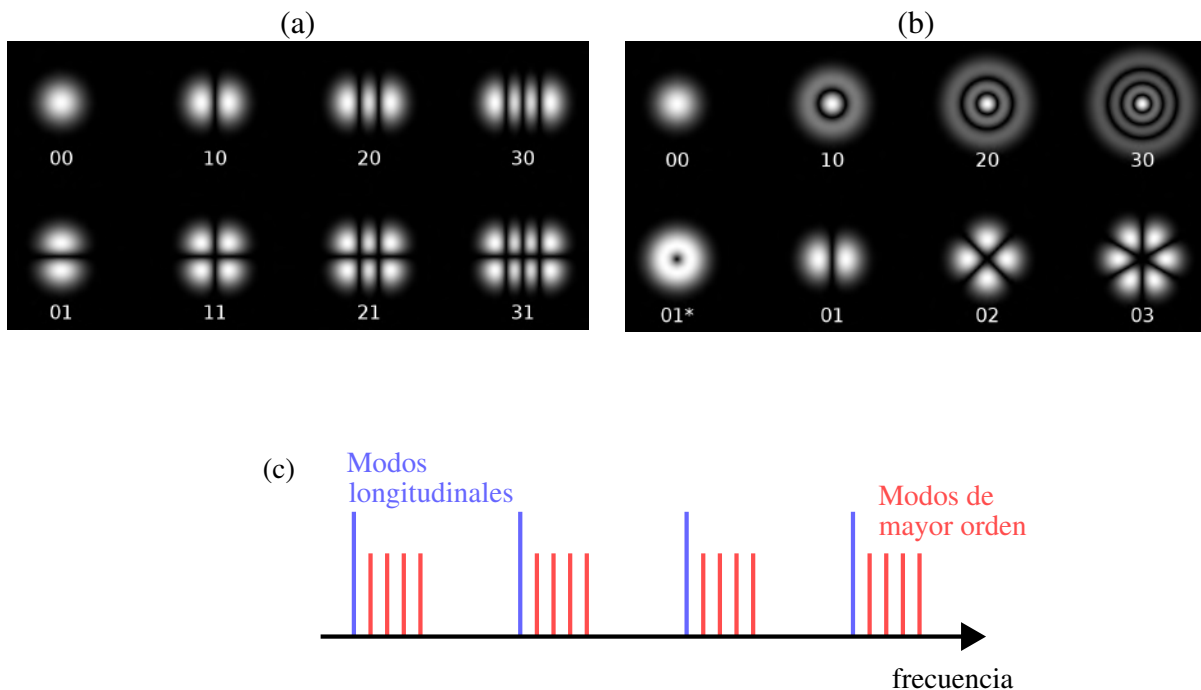 (a)
00 10 20 30
01 11 21 31
(b)
00 10 20 30
01* 01 02 03
(c)
Modos
longitudinales
Modos de
mayor orden
frecuencia